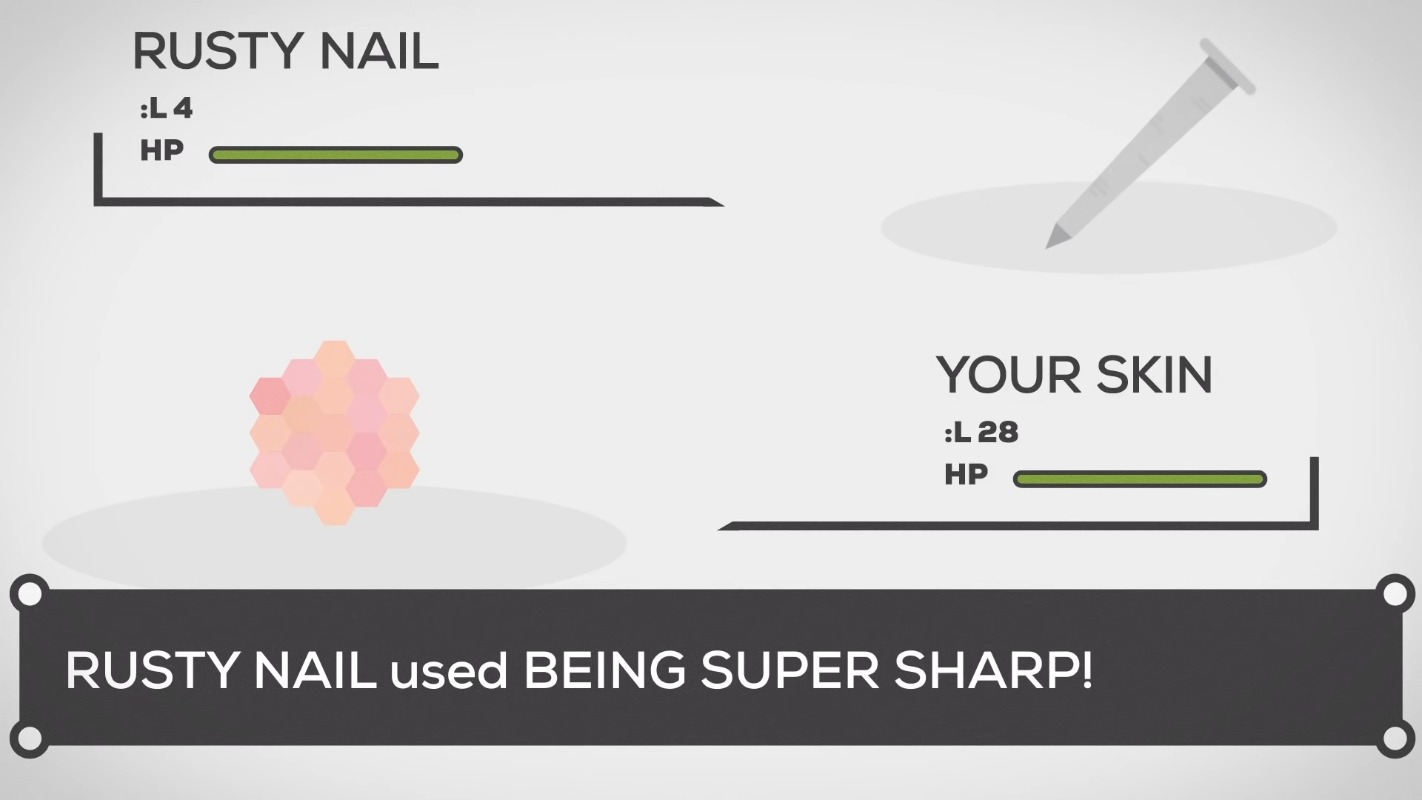 RUSTY NAIL
:L 4
HP
YOUR SKIN
:L 28
HP
RUSTY NAIL used BEING SUPER SHARP!